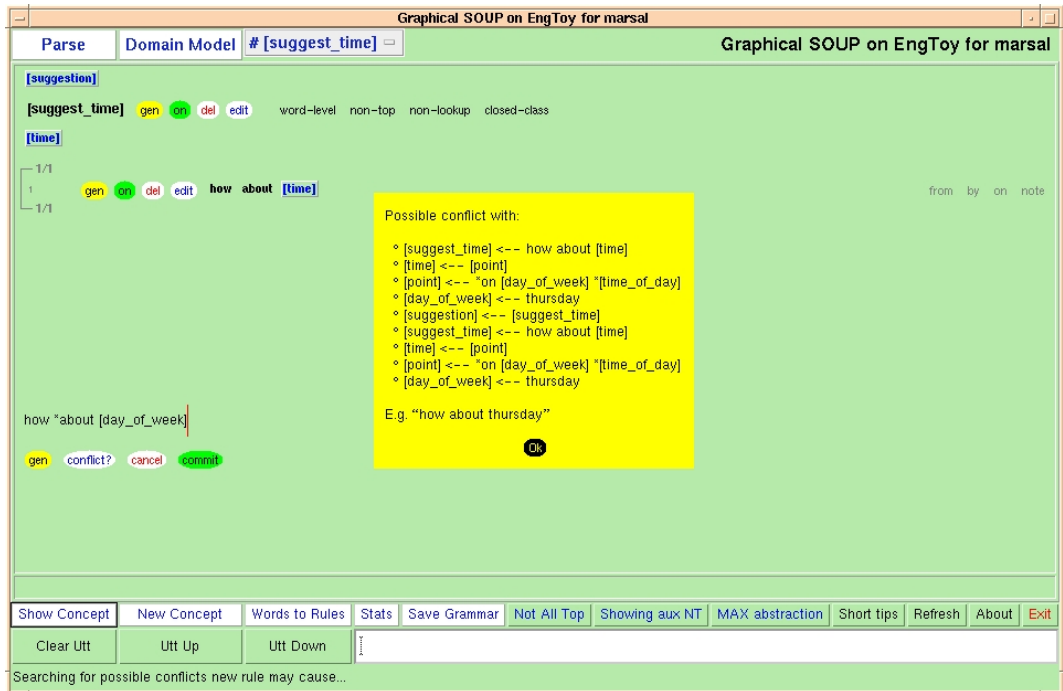 Graphical SOUP on EngToy for marsal
Parse Domain Model # [suggest_time] Graphical SOUP on EngToy for marsal
[suggestion]
[suggest_time] gen on del edit word-level non-top non-lookup closed-class
[time]
1/1
1 gen on del edit how about [time] from by on note
1/1
Possible conflict with:
° [suggest_time] <-- how about [time]
° [time] <-- [point]
° [point] <-- *on [day_of_week] *[time_of_day]
° [day_of_week] <-- thursday
° [suggestion] <-- [suggest_time]
° [suggest_time] <-- how about [time]
° [time] <-- [point]
° [point] <-- *on [day_of_week] *[time_of_day]
° [day_of_week] <-- thursday
E.g. “how about thursday”
Ok
how *about [day_of_week]
gen conflict? cancel commit
Show Concept New Concept Words to Rules Stats Save Grammar Not All Top Showing aux NT MAX abstraction Short tips Refresh About Exit
Clear Utt Utt Up Utt Down
Searching for possible conflicts new rule may cause...